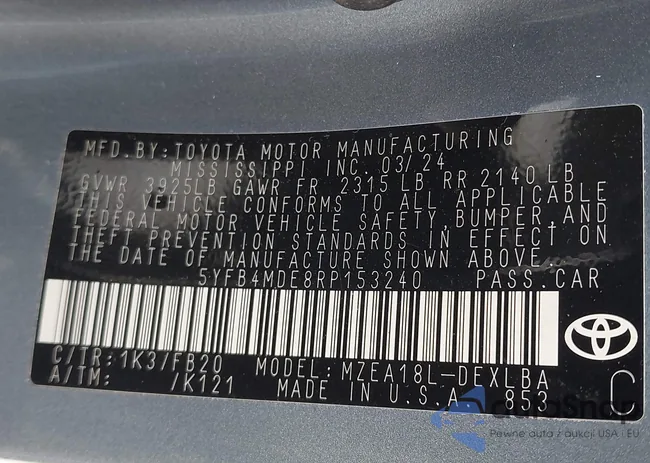 MFD.BY:TOYOTA MOTOR MANUFACTURING
MISSISSIPPI INC. 03/24
GVWR 3925LB GAWR FR 2315 LB RR 2140 LB
THIS VEHICLE CONFORMS TO ALL APPLICABLE
FEDERAL MOTOR VEHICLE SAFETY, BUMPER, AND
THEFT PREVENTION STANDARDS IN EFFECT ON
THE DATE OF MANUFACTURE SHOWN ABOVE.
5YFB4MDE8RP153240 PASS.CAR
C/TR: 1K3/FB20 MODEL: MZEA18L-DEXLBA
A/TM: /K121 MADE IN U.S.A. 853 C
autoSnap
Pewne auta z aukcji USA i EU